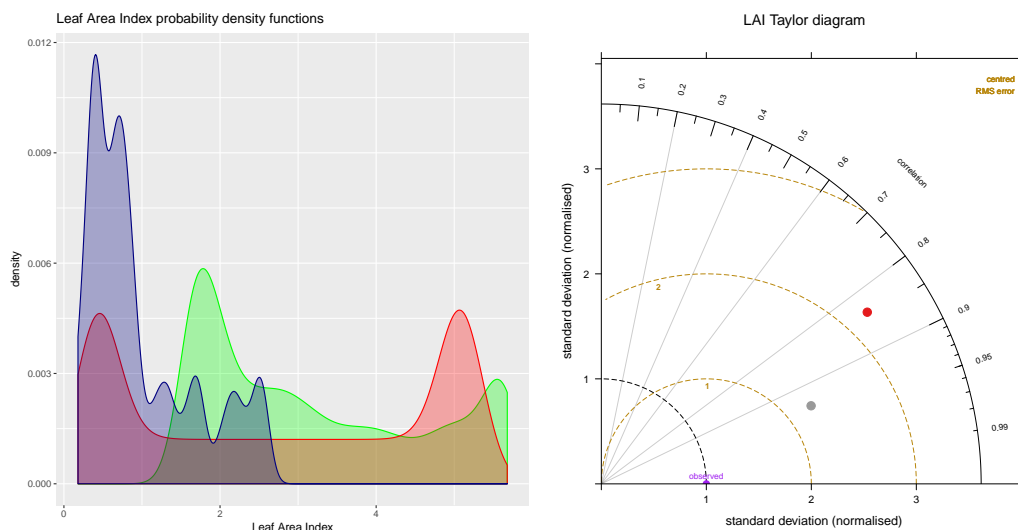 Leaf Area Index probability density functions
0.012
0.009
0.006
0.003
0.000
density
0
2
4
Leaf Area Index
LAI Taylor diagram
centred
RMS error
0.1
0.2
0.3
0.4
0.5
0.6
0.7
0.8
0.9
0.95
0.99
correlation
3
2
1
standard deviation (normalised)
2
1
observed
1
2
3
standard deviation (normalised)